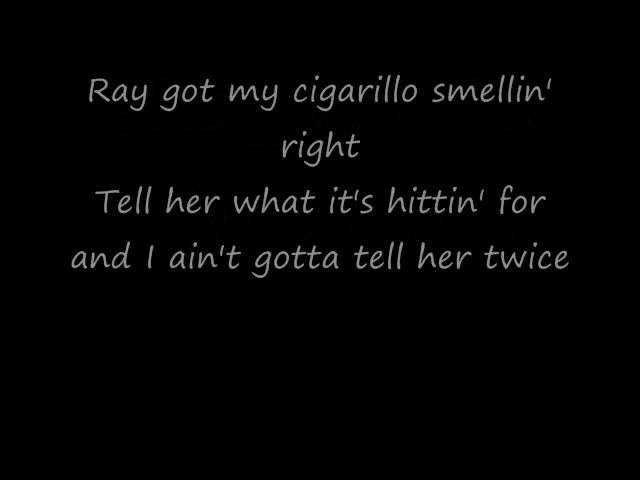 Ray got my cigarillo smellin'
right
Tell her what it's hittin' for
and I ain't gotta tell her twice